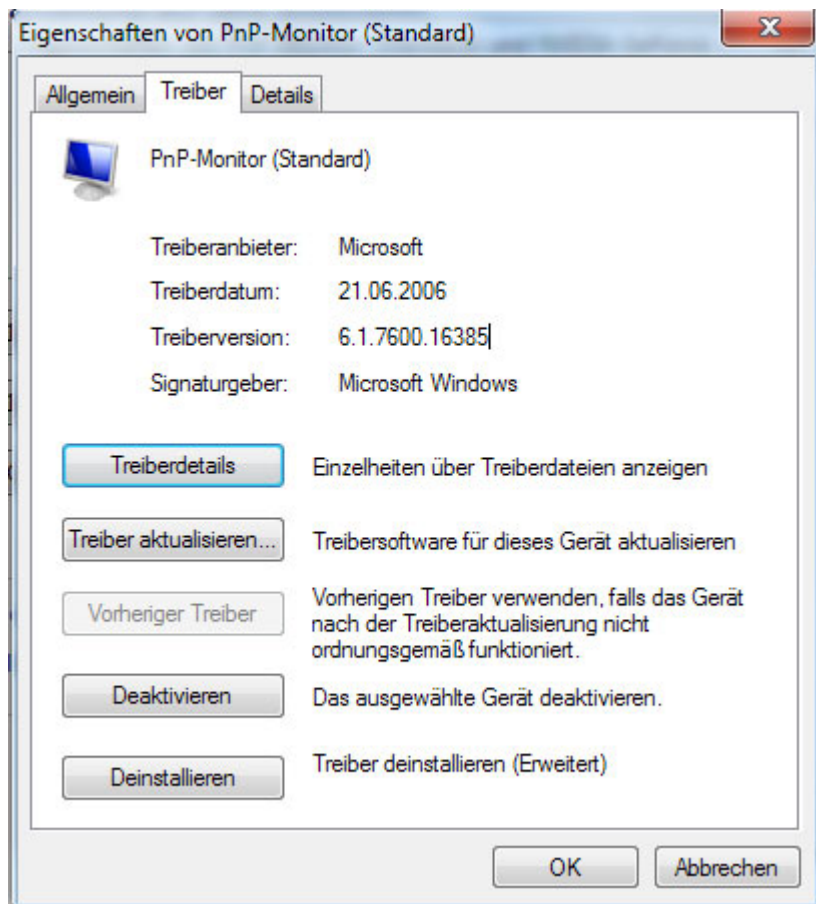 Eigenschaften von PnP-Monitor (Standard)
Allgemein Treiber Details
PnP-Monitor (Standard)
Treiberanbieter: Microsoft
Treiberdatum: 21.06.2006
Treiberversion: 6.1.7600.16385
Signaturgeber: Microsoft Windows
Treiberdetails Einzelheiten über Treiberdateien anzeigen
Treiber aktualisieren... Treibersoftware für dieses Gerät aktualisieren
Vorheriger Treiber Vorherigen Treiber verwenden, falls das Gerät
nach der Treiberaktualisierung nicht
ordnungsgemäß funktioniert.
Deaktivieren Das ausgewählte Gerät deaktivieren.
Deinstallieren Treiber deinstallieren (Erweitert)
OK Abbrechen